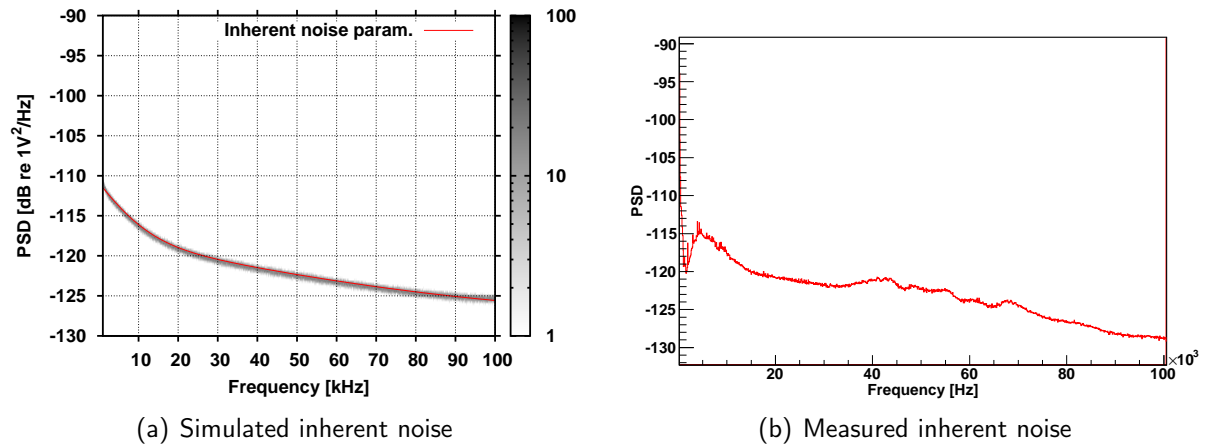 -90
-95
-100
-105
-110
-115
-120
-125
-130
PSD [dB re 1V²/Hz]
Inherent noise param.
100
10
1
10 20 30 40 50 60 70 80 90 100
Frequency [kHz]
(a) Simulated inherent noise
-90
-95
-100
-105
-110
-115
-120
-125
-130
PSD
20 40 60 80 100
×10³
Frequency [Hz]
(b) Measured inherent noise